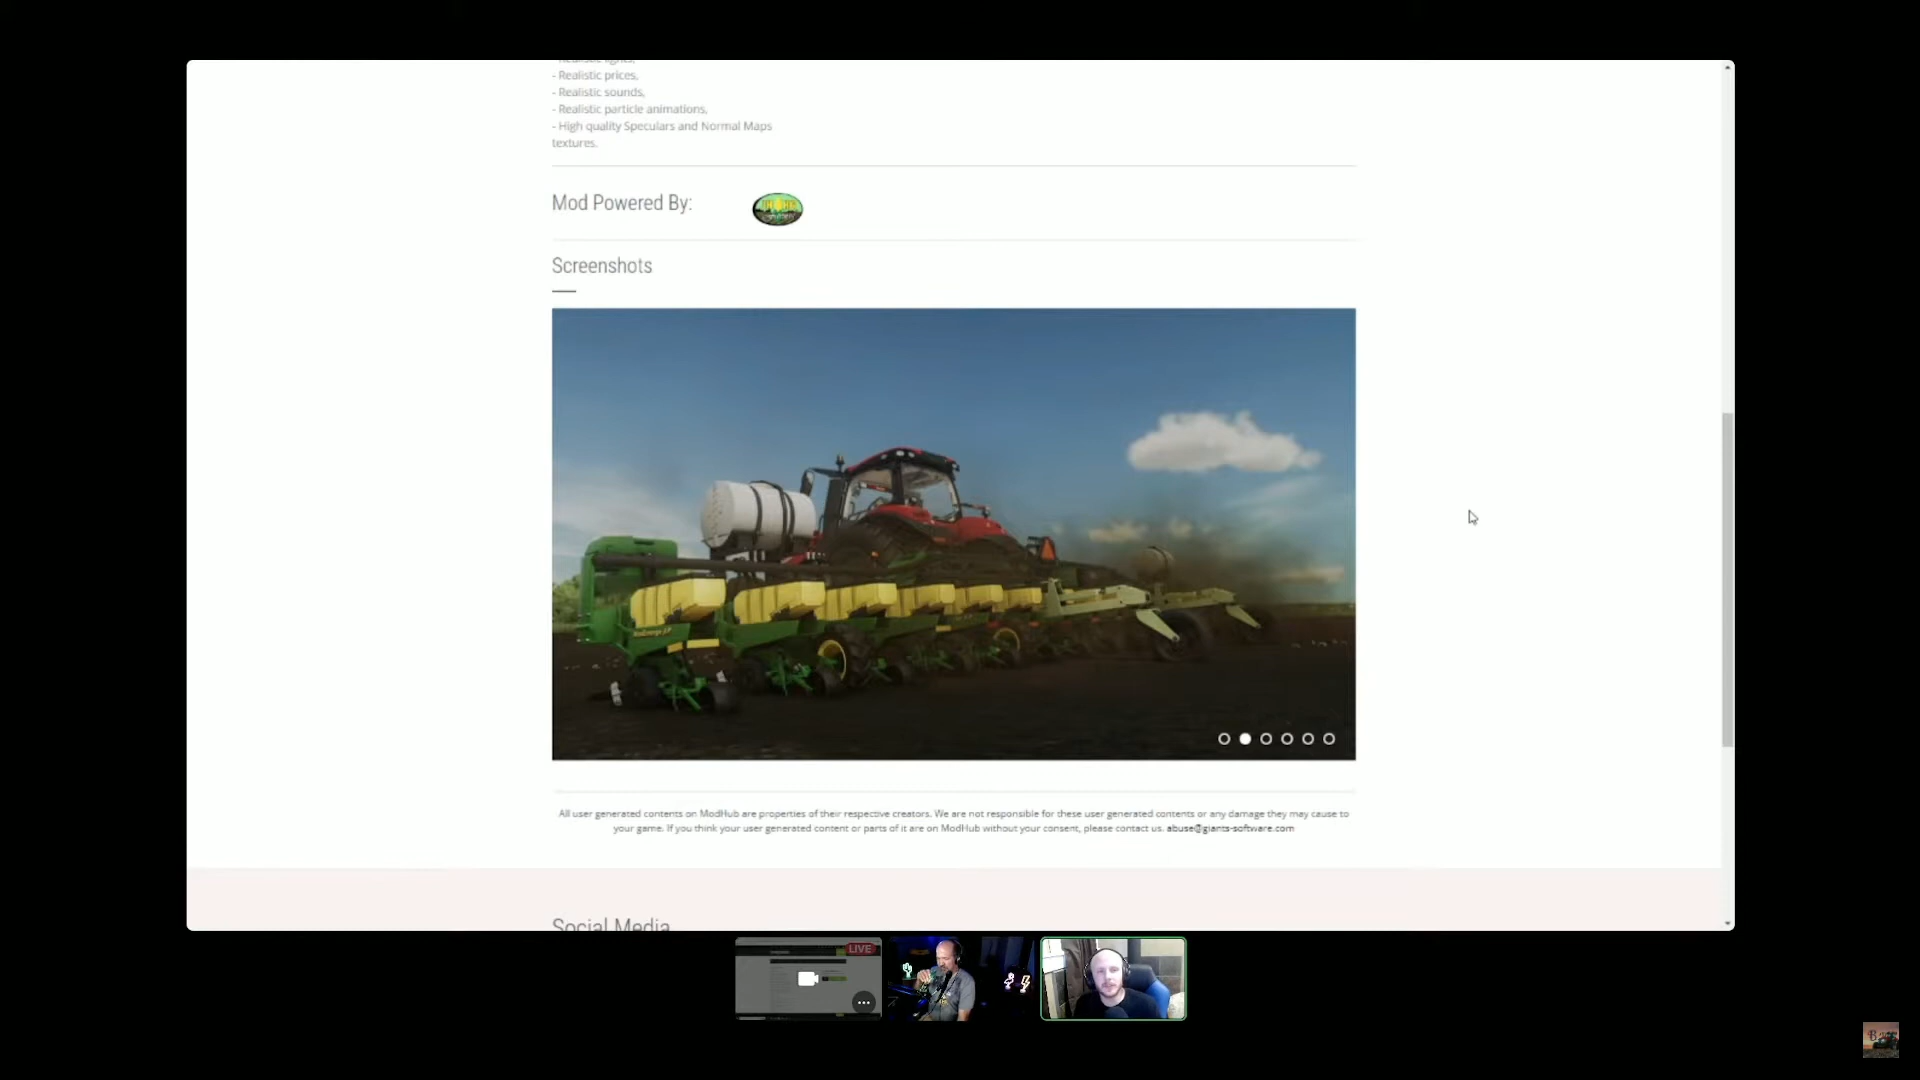 - Realistic lights,
- Realistic prices,
- Realistic sounds,
- Realistic particle animations,
- High quality Speculars and Normal Maps
textures.
Mod Powered By:
Screenshots
All user generated contents on ModHub are properties of their respective creators. We are not responsible for these user generated contents or any damage they may cause to
your game. If you think your user generated content or parts of it are on ModHub without your consent, please contact us. abuse@giants-software.com
Social Media
LIVE